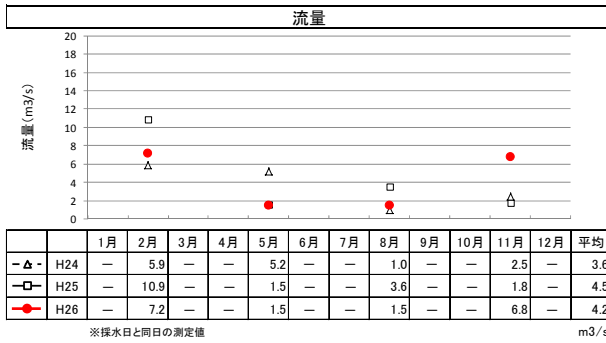 流量
20
18
16
14
12
10
8
6
4
2
0
流量(m3/s)
1月 2月 3月 4月 5月 6月 7月 8月 9月 10月 11月 12月 平均
H24 — 5.9 — — 5.2 — — 1.0 — — 2.5 — 3.6
H25 — 10.9 — — 1.5 — — 3.6 — — 1.8 — 4.5
H26 — 7.2 — — 1.5 — — 1.5 — — 6.8 — 4.2
※採水日と同日の測定値 m3/s